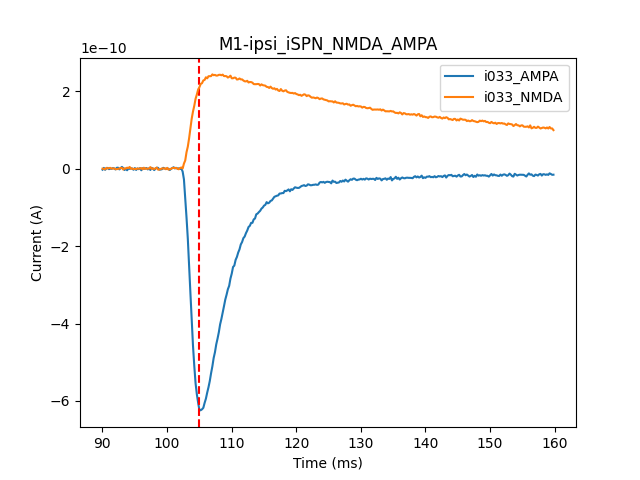 M1-ipsi_iSPN_NMDA_AMPA
1e−10
i033_AMPA
i033_NMDA
2
0
−2
−4
−6
Current (A)
90 100 110 120 130 140 150 160
Time (ms)